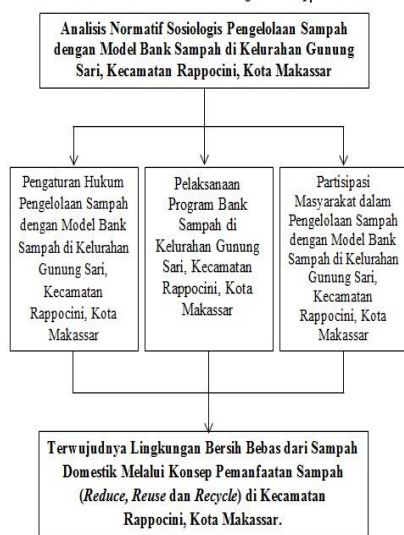 Analisis Normatif Sosiologis Pengelolaan Sampah
dengan Model Bank Sampah di Kelurahan Gunung
Sari, Kecamatan Rappocini, Kota Makassar
Pengaturan Hukum
Pengelolaan Sampah
dengan Model Bank
Sampah di Kelurahan
Gunung Sari,
Kecamatan
Rappocini, Kota
Makassar
Pelaksanaan
Program Bank
Sampah di
Kelurahan Gunung
Sari, Kecamatan
Rappocini, Kota
Makassar
Partisipasi
Masyarakat dalam
Pengelolaan Sampah
dengan Model Bank
Sampah di Kelurahan
Gunung Sari,
Kecamatan
Rappocini, Kota
Makassar
Terwujudnya Lingkungan Bersih Bebas dari Sampah
Domestik Melalui Konsep Pemanfaatan Sampah
(Reduce, Reuse dan Recycle) di Kecamatan
Rappocini, Kota Makassar.